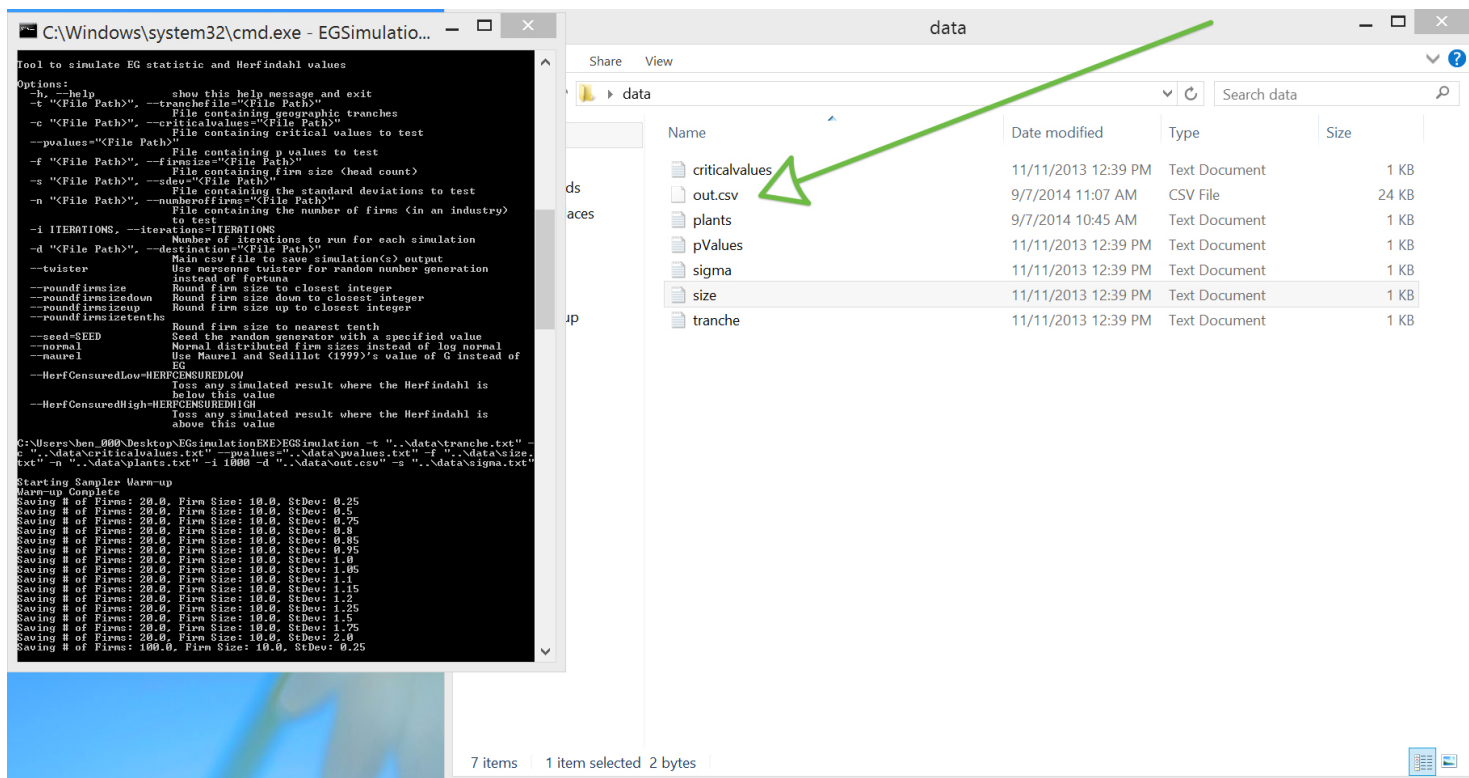 C:\Windows\system32\cmd.exe - EGSimulatio...
Tool to simulate EG statistic and Herfindahl values
Options:
-h, --help show this help message and exit
-t "<File Path>", --tranchefile="<File Path>"
File containing geographic tranches
-c "<File Path>", --criticalvalues="<File Path>"
File containing critical values to test
--pvalues="<File Path>"
File containing p values to test
-f "<File Path>", --firmsize="<File Path>"
File containing firm size (head count)
-s "<File Path>", --sdev="<File Path>"
File containing the standard deviations to test
-n "<File Path>", --numberoffirms="<File Path>"
File containing the number of firms (in an industry)
to test
-i ITERATIONS, --iterations=ITERATIONS
Number of iterations to run for each simulation
-d "<File Path>", --destination="<File Path>"
Main csv file to save simulation(s) output
--twister Use mersenne twister for random number generation
instead of fortuna
--roundfirmsize Round firm size to closest integer
--roundfirmsizedown Round firm size down to closest integer
--roundfirmsizeup Round firm size up to closest integer
--roundfirmsizetenths
Round firm size to nearest tenth
--seed=SEED Seed the random generator with a specified value
--normal Normal distributed firm sizes instead of log normal
--maurel Use Maurel and Sedillot (1999)'s value of G instead of
EG
--HerfCensuredLow=HERFCENSUREDLOW
Toss any simulated result where the Herfindahl is
below this value
--HerfCensuredHigh=HERFCENSUREDHIGH
Toss any simulated result where the Herfindahl is
above this value
C:\Users\ben_000\Desktop\EGsimulationEXE>EGSimulation -t "..\data\tranche.txt" -
c "..\data\criticalvalues.txt" --pvalues="..\data\pvalues.txt" -f "..\data\size.
txt" -n "..\data\plants.txt" -i 1000 -d "..\data\out.csv" -s "..\data\sigma.txt"
Starting Sampler Warm-up
Warm-up Complete
Saving # of Firms: 20.0, Firm Size: 10.0, StDev: 0.25
Saving # of Firms: 20.0, Firm Size: 10.0, StDev: 0.5
Saving # of Firms: 20.0, Firm Size: 10.0, StDev: 0.75
Saving # of Firms: 20.0, Firm Size: 10.0, StDev: 0.8
Saving # of Firms: 20.0, Firm Size: 10.0, StDev: 0.85
Saving # of Firms: 20.0, Firm Size: 10.0, StDev: 0.95
Saving # of Firms: 20.0, Firm Size: 10.0, StDev: 1.0
Saving # of Firms: 20.0, Firm Size: 10.0, StDev: 1.05
Saving # of Firms: 20.0, Firm Size: 10.0, StDev: 1.1
Saving # of Firms: 20.0, Firm Size: 10.0, StDev: 1.15
Saving # of Firms: 20.0, Firm Size: 10.0, StDev: 1.2
Saving # of Firms: 20.0, Firm Size: 10.0, StDev: 1.25
Saving # of Firms: 20.0, Firm Size: 10.0, StDev: 1.5
Saving # of Firms: 20.0, Firm Size: 10.0, StDev: 1.75
Saving # of Firms: 20.0, Firm Size: 10.0, StDev: 2.0
Saving # of Firms: 100.0, Firm Size: 10.0, StDev: 0.25
data
Share View
data
Search data
Name Date modified Type Size
criticalvalues 11/11/2013 12:39 PM Text Document 1 KB
out.csv 9/7/2014 11:07 AM CSV File 24 KB
plants 9/7/2014 10:45 AM Text Document 1 KB
pValues 11/11/2013 12:39 PM Text Document 1 KB
sigma 11/11/2013 12:39 PM Text Document 1 KB
size 11/11/2013 12:39 PM Text Document 1 KB
tranche 11/11/2013 12:39 PM Text Document 1 KB
ds
aces
up
7 items 1 item selected 2 bytes